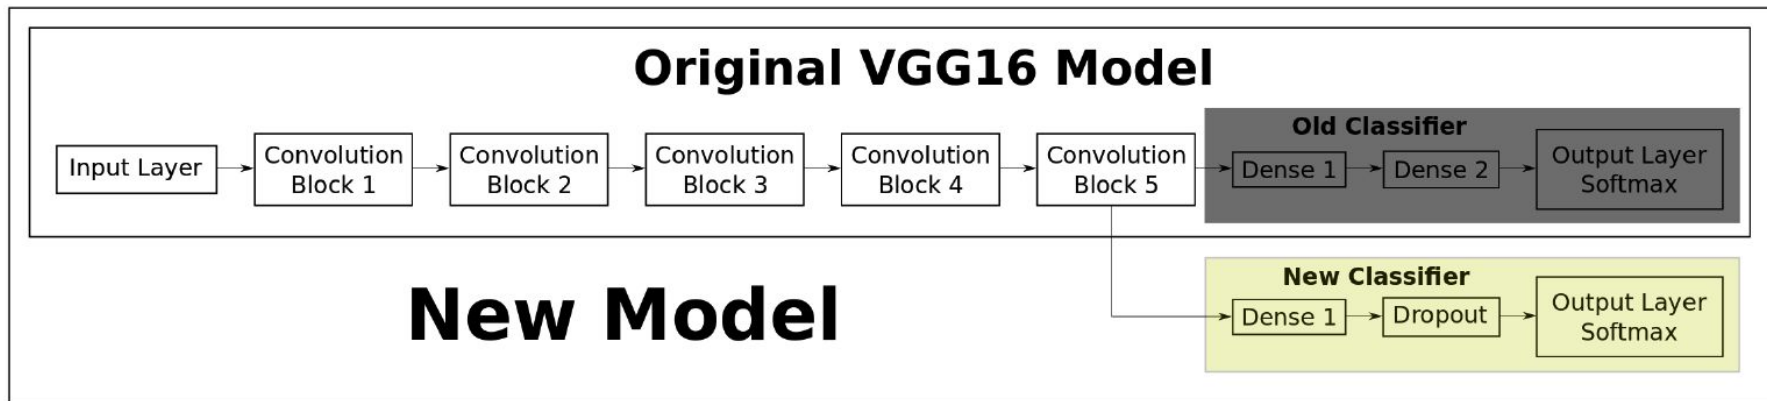 Original VGG16 Model
Input Layer
Convolution
Block 1
Convolution
Block 2
Convolution
Block 3
Convolution
Block 4
Convolution
Block 5
Old Classifier
Dense 1
Dense 2
Output Layer
Softmax
New Model
New Classifier
Dense 1
Dropout
Output Layer
Softmax